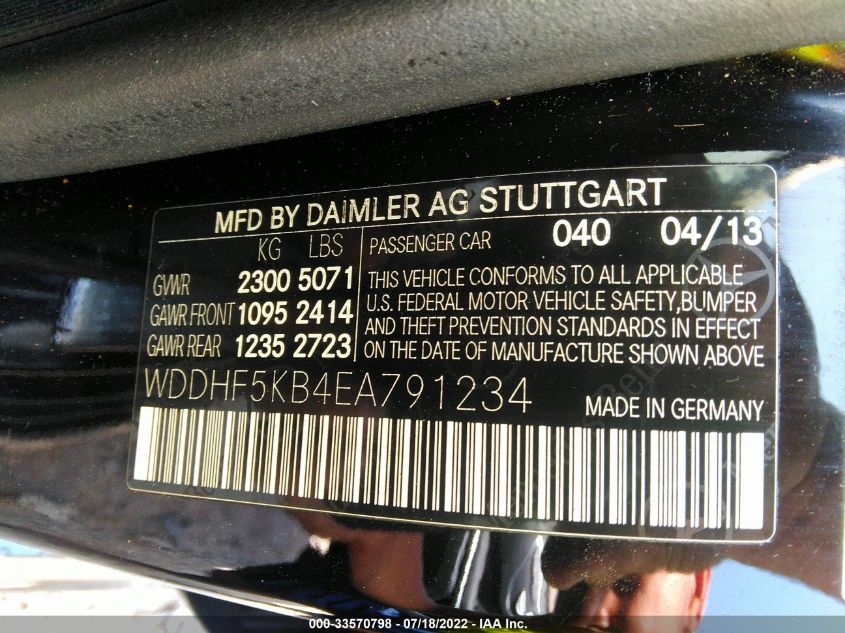 MFD BY DAIMLER AG STUTTGART
KG LBS
GVWR 2300 5071
GAWR FRONT 1095 2414
GAWR REAR 1235 2723
PASSENGER CAR 040 04/13
THIS VEHICLE CONFORMS TO ALL APPLICABLE
U.S. FEDERAL MOTOR VEHICLE SAFETY,BUMPER
AND THEFT PREVENTION STANDARDS IN EFFECT
ON THE DATE OF MANUFACTURE SHOWN ABOVE
WDDHF5KB4EA791234
MADE IN GERMANY
000-33570798 - 07/18/2022 - IAA Inc.